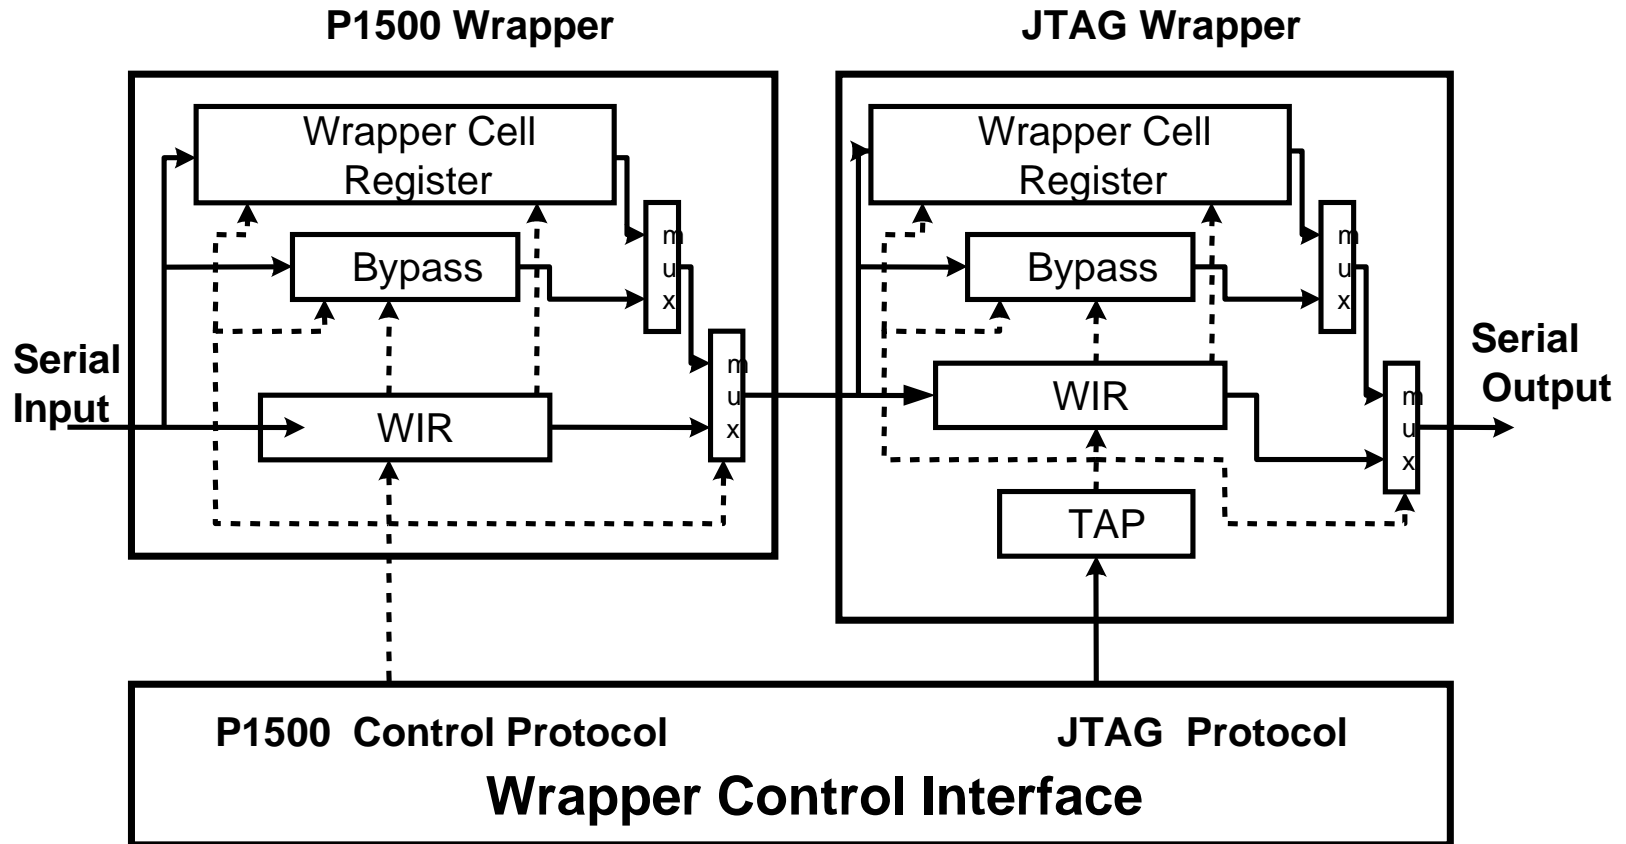 P1500 Wrapper
JTAG Wrapper
Wrapper Cell
Register
Wrapper Cell
Register
m
u
x
m
u
x
Bypass
Bypass
Serial
Input
m
u
x
WIR
WIR
m
u
x
Serial
Output
TAP
P1500 Control Protocol
JTAG Protocol
Wrapper Control Interface